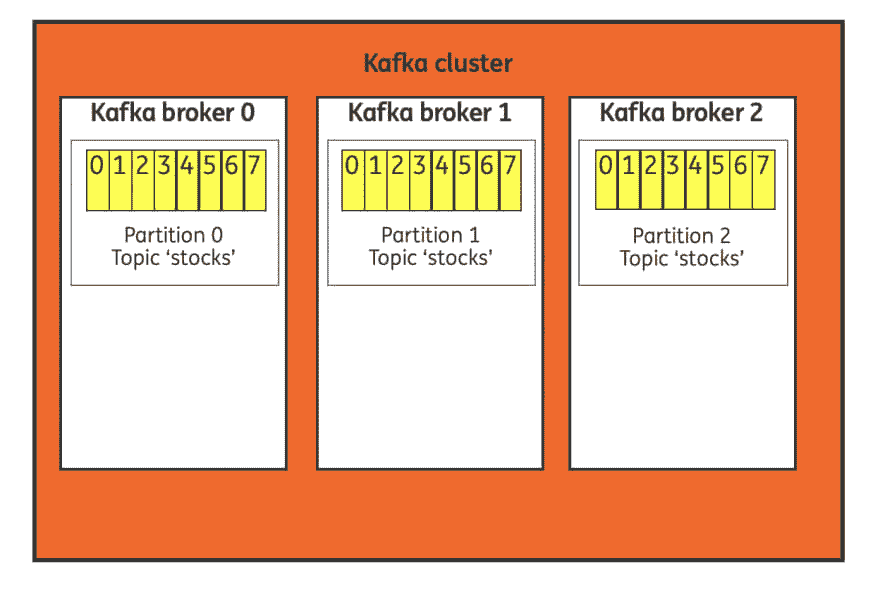 Kafka cluster
Kafka broker 0
0 1 2 3 4 5 6 7
Partition 0
Topic ‘stocks’
Kafka broker 1
0 1 2 3 4 5 6 7
Partition 1
Topic ‘stocks’
Kafka broker 2
0 1 2 3 4 5 6 7
Partition 2
Topic ‘stocks’